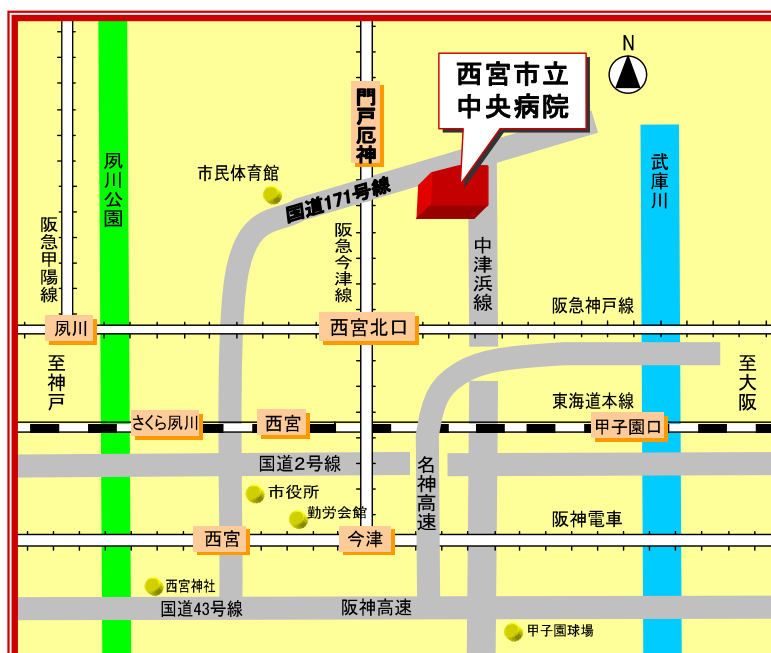 西宮市立
中央病院
N
門戸厄神
市民体育館
夙川公園
武庫川
国道171号線
阪急甲陽線
阪急今津線
中津浜線
阪急神戸線
夙川
西宮北口
至神戸
至大阪
東海道本線
さくら夙川
西宮
甲子園口
国道2号線
名神高速
市役所
勤労会館
阪神電車
西宮
今津
西宮神社
国道43号線
阪神高速
甲子園球場